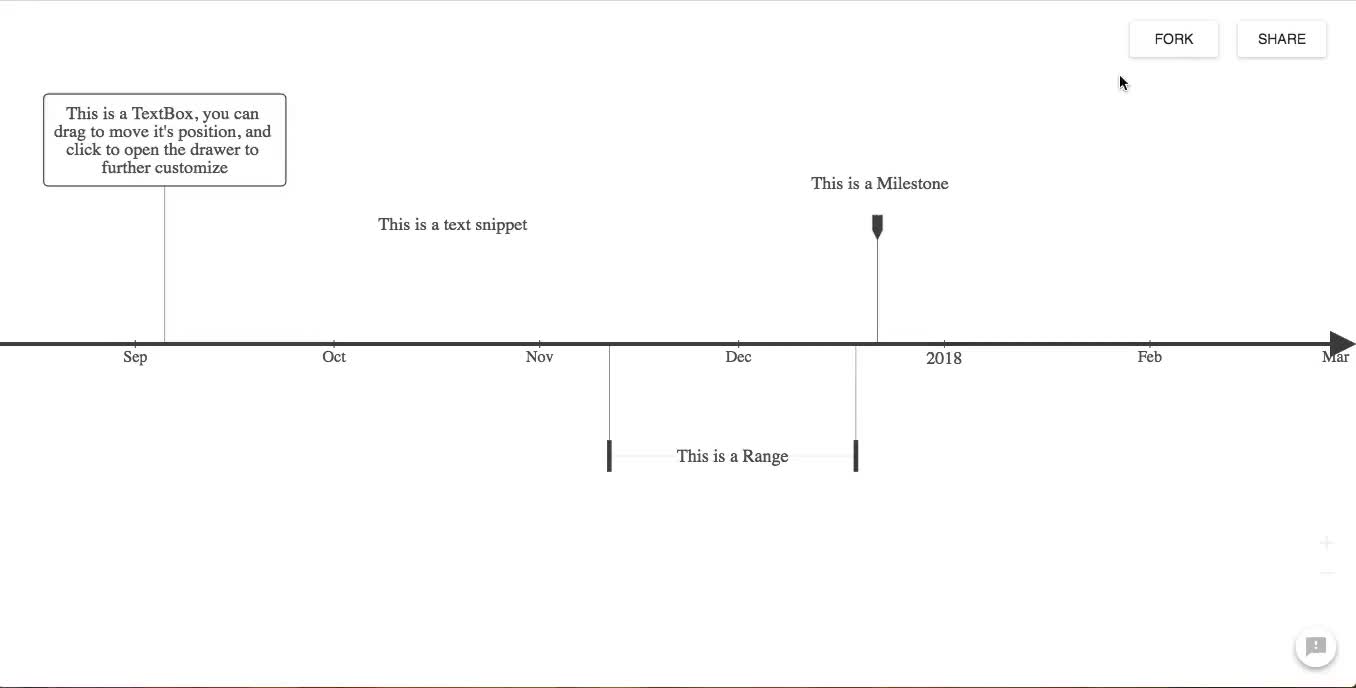 FORK
SHARE
This is a TextBox, you can
drag to move it's position, and
click to open the drawer to
further customize
This is a Milestone
This is a text snippet
Sep
Oct
Nov
Dec
2018
Feb
Mar
This is a Range